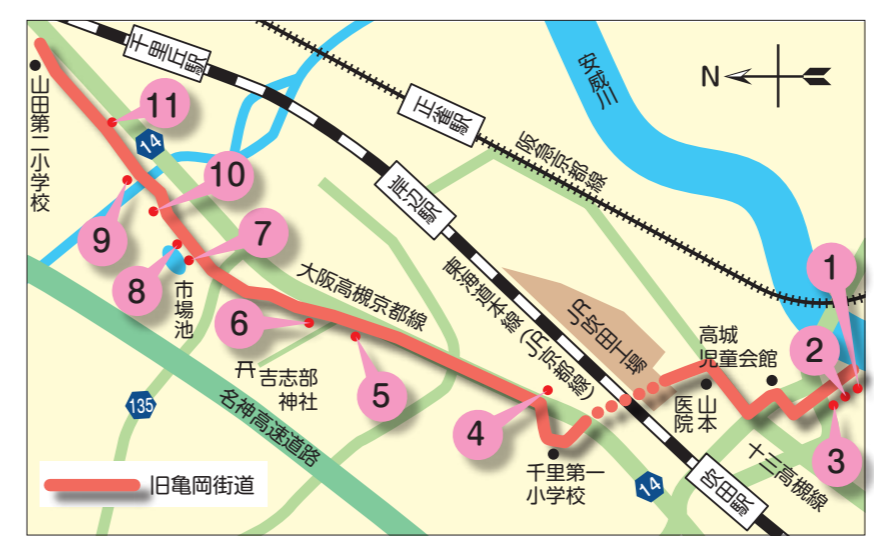 千里丘駅
正雀駅
安威川
N
山田第二小学校
11
14
10
9
阪急京都線
岸辺駅
7
8
市場池
大阪高槻京都線
東海道本線(JR京都線)
JR吹田工場
1
2
高城
児童会館
6
5
吉志部
神社
135
名神高速道路
4
山本
医院
3
十三高槻線
千里第一
小学校
14
吹田駅
旧亀岡街道